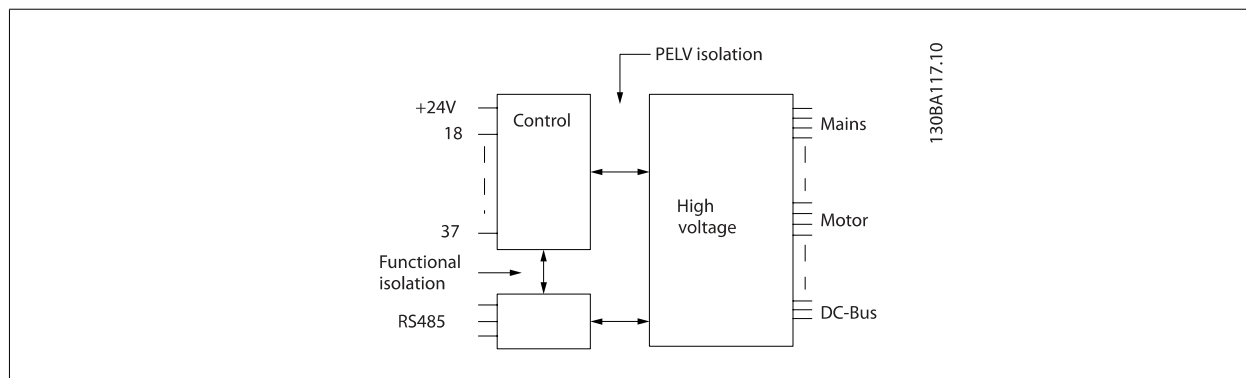 PELV isolation
130BA117.10
+24V
Control
Mains
18
High
voltage
Motor
37
Functional
isolation
RS485
DC-Bus